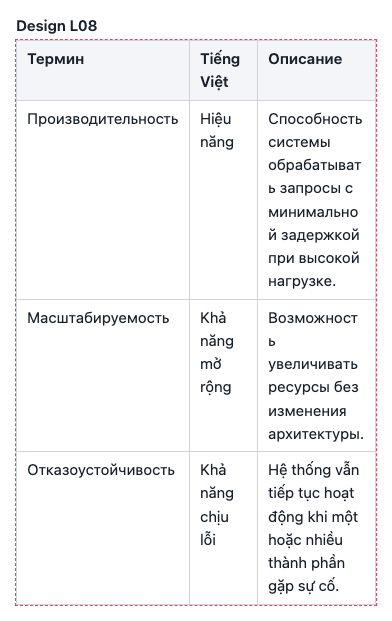 Design L08
Термин
Tiếng
Việt
Описание
Производительность
Hiệu
năng
Способность
системы
обрабатыват
ь запросы с
минимально
й задержкой
при высокой
нагрузке.
Масштабируемость
Khả
năng
mở
rộng
Возможност
ь
увеличивать
ресурсы без
изменения
архитектуры.
Отказоустойчивость
Khả
năng
chịu
lỗi
Hệ thống vẫn
tiếp tục hoạt
động khi một
hoặc nhiều
thành phần
gặp sự cố.